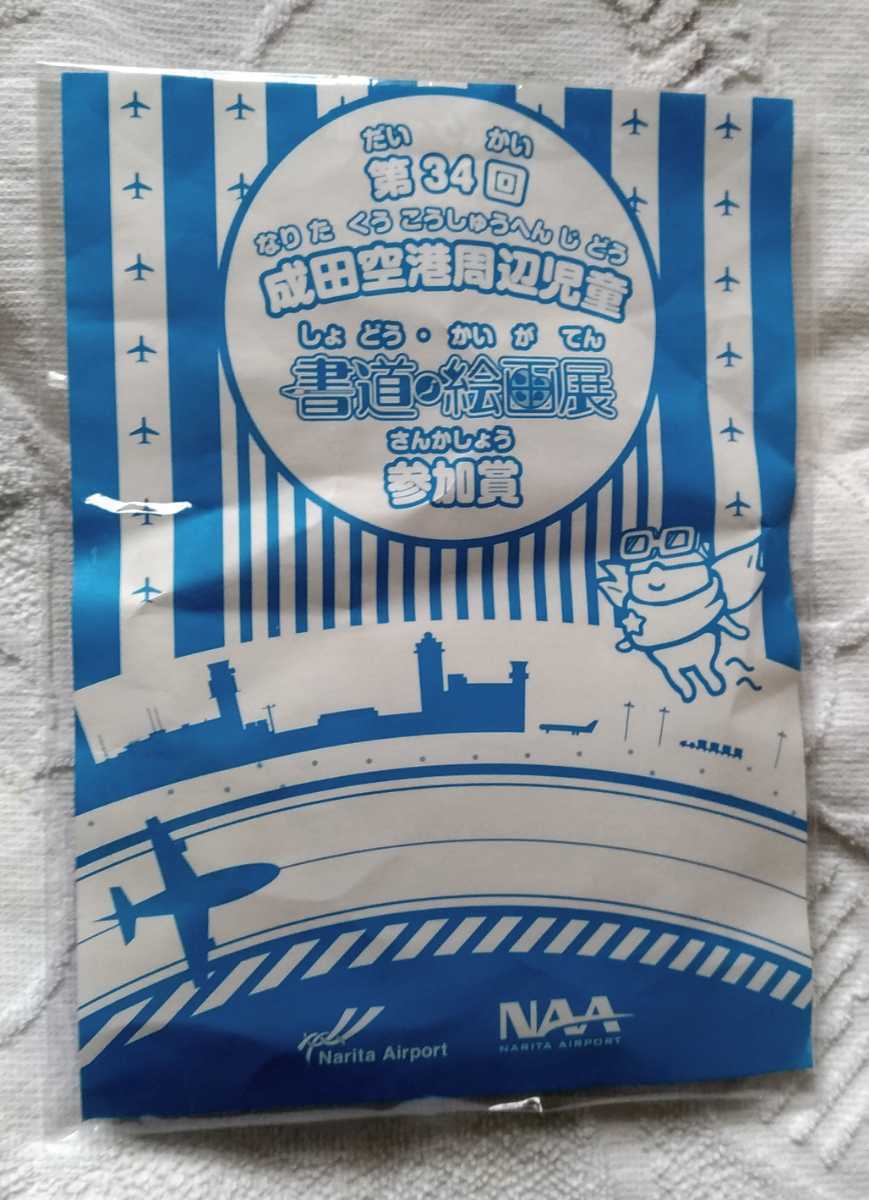 だい かい
第34回
なりた くうこうしゅうへんじどう
成田空港周辺児童
しょどう・かいがてん
書道・絵画展
さんかしょう
参加賞
Narita Airport
NAA
NARITA AIRPORT